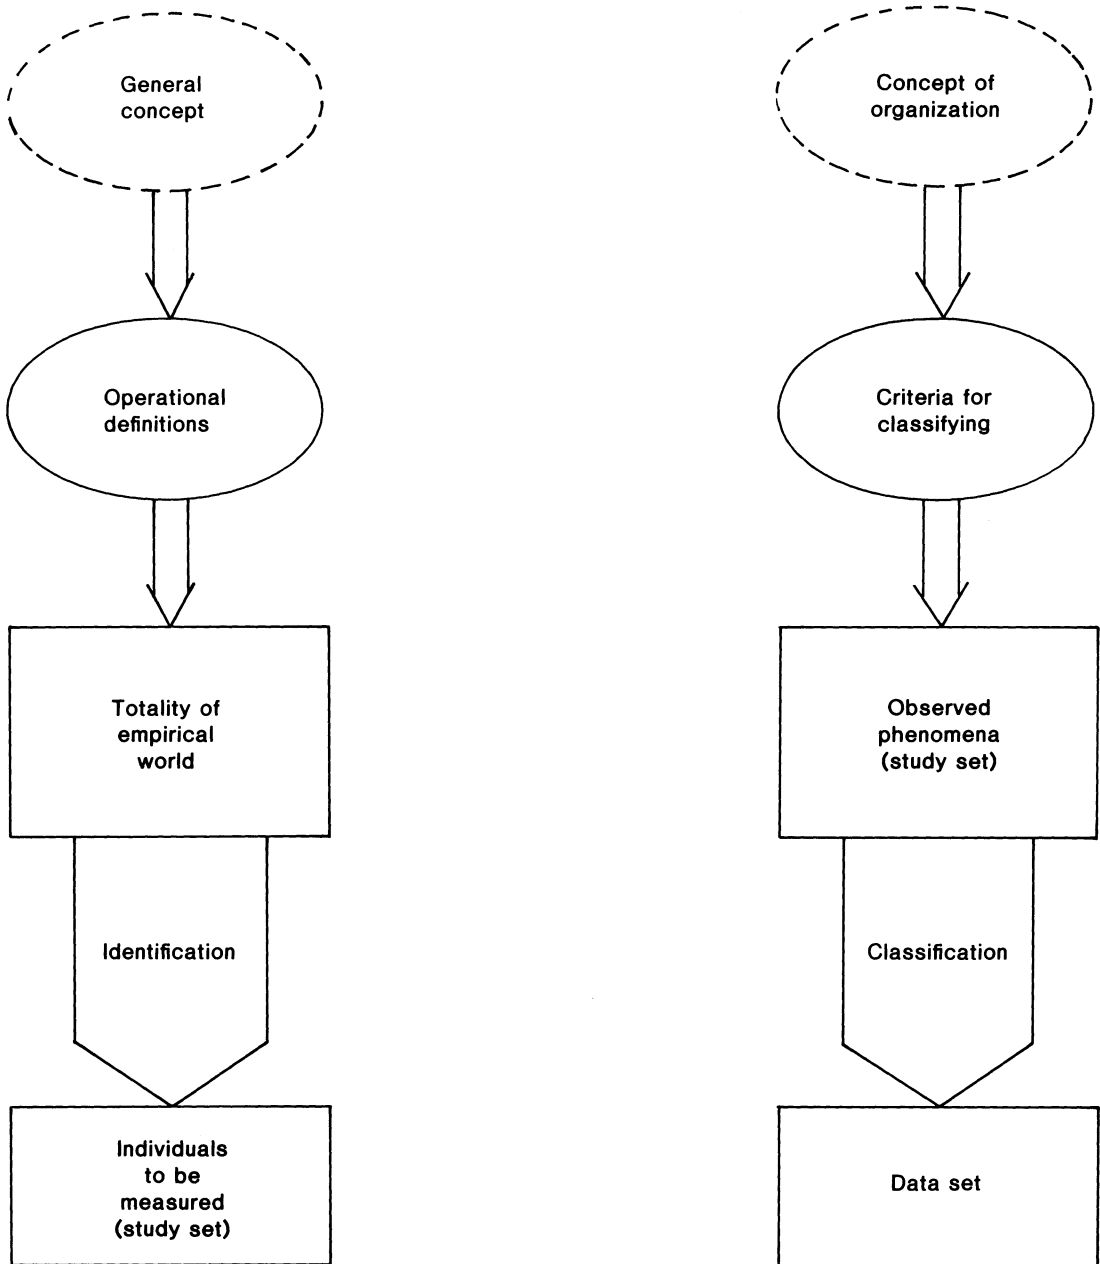 General
concept
Operational
definitions
Totality of
empirical
world
Identification
Individuals
to be
measured
(study set)
Concept of
organization
Criteria for
classifying
Observed
phenomena
(study set)
Classification
Data set